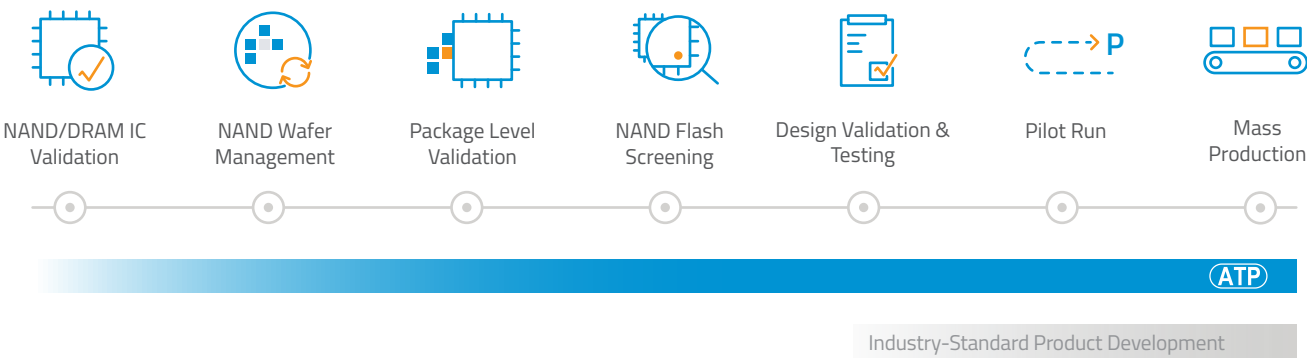 P
NAND/DRAM IC
Validation
NAND Wafer
Management
Package Level
Validation
NAND Flash
Screening
Design Validation &
Testing
Pilot Run
Mass
Production
ATP
Industry-Standard Product Development